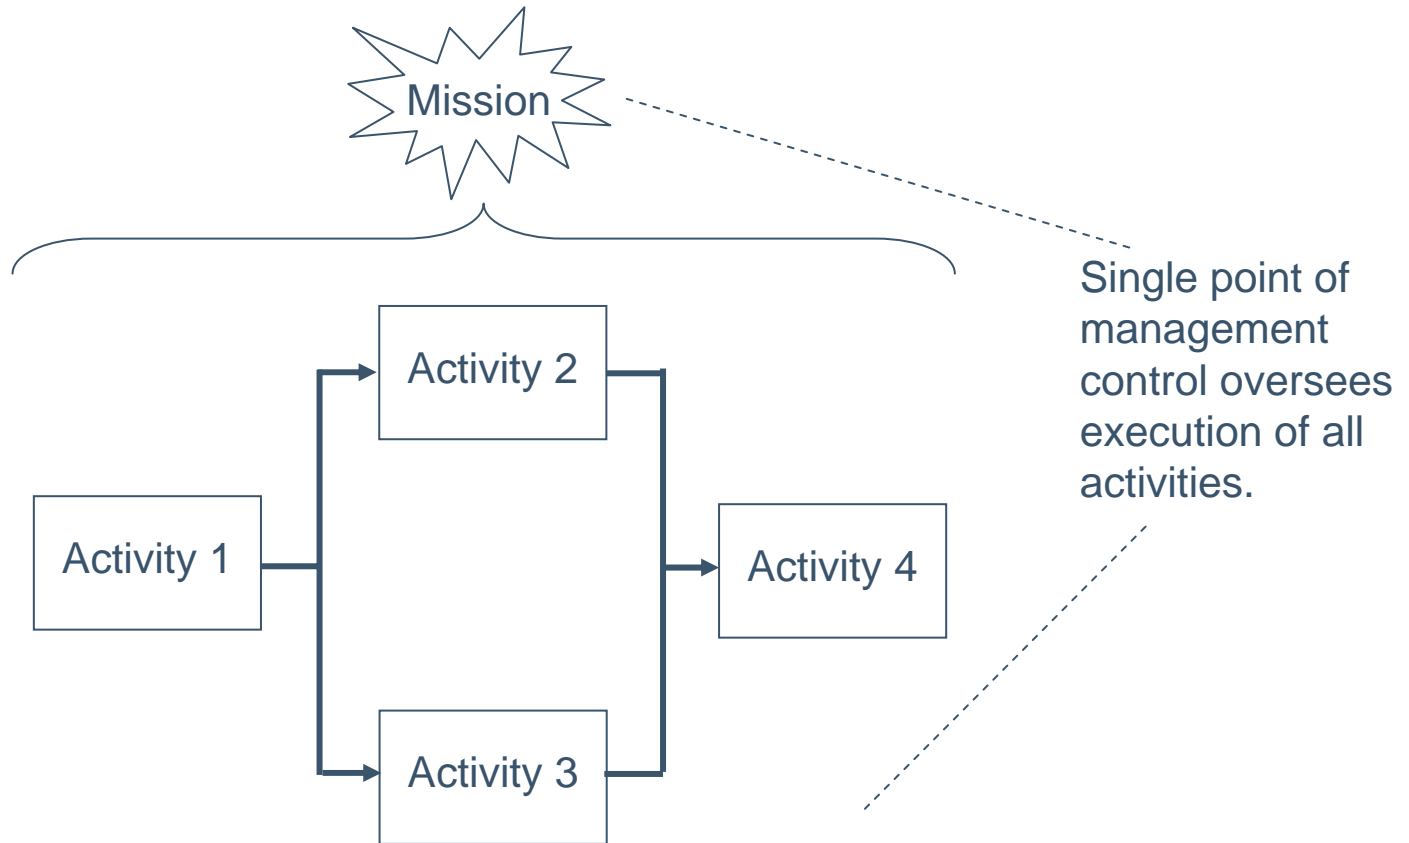 Mission
Single point of
management
control oversees
execution of all
activities.
Activity 2
Activity 1
Activity 4
Activity 3